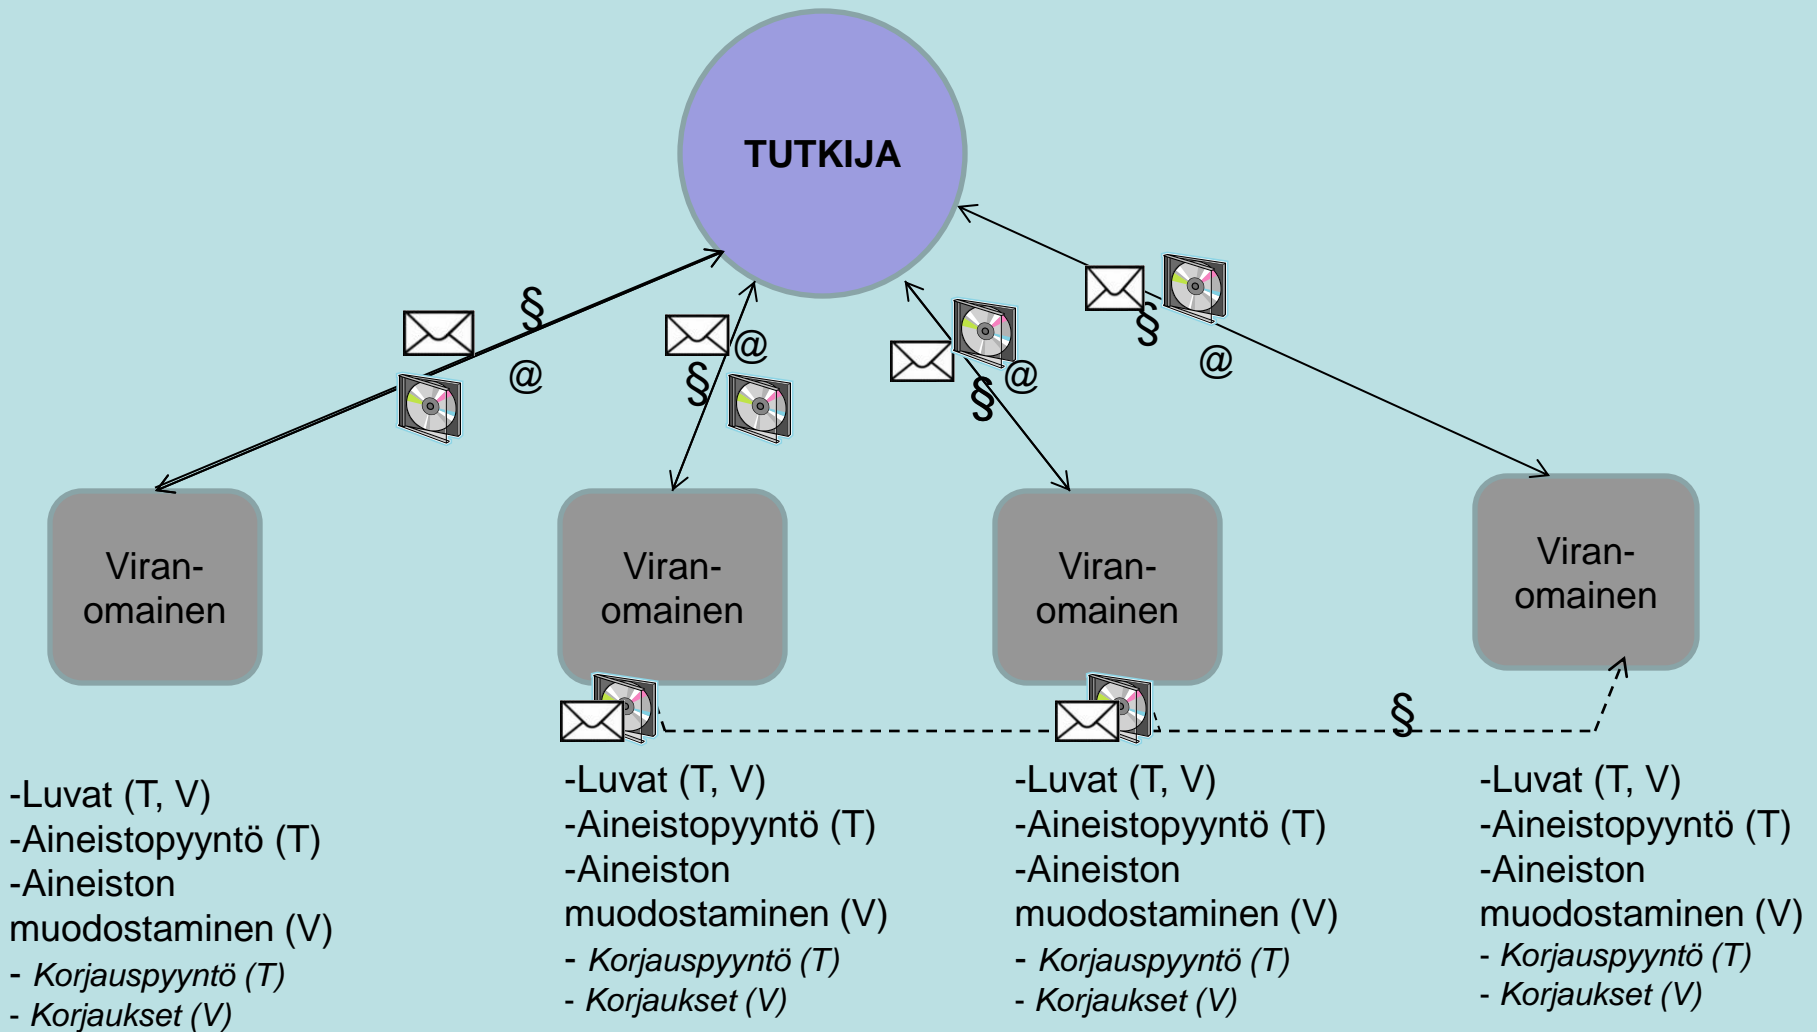 TUTKIJA
§
@
@
§
@
§
§
@
Viran-
omainen
Viran-
omainen
Viran-
omainen
Viran-
omainen
§
-Luvat (T, V)
-Aineistopyyntö (T)
-Aineiston
muodostaminen (V)
- Korjauspyyntö (T)
- Korjaukset (V)
-Luvat (T, V)
-Aineistopyyntö (T)
-Aineiston
muodostaminen (V)
- Korjauspyyntö (T)
- Korjaukset (V)
-Luvat (T, V)
-Aineistopyyntö (T)
-Aineiston
muodostaminen (V)
- Korjauspyyntö (T)
- Korjaukset (V)
-Luvat (T, V)
-Aineistopyyntö (T)
-Aineiston
muodostaminen (V)
- Korjauspyyntö (T)
- Korjaukset (V)